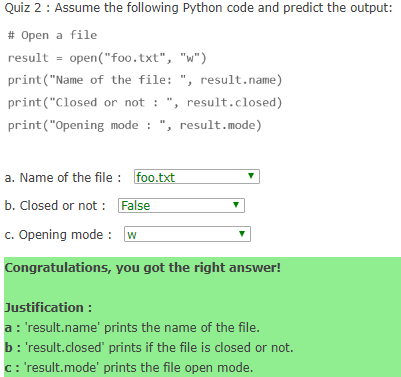 Quiz 2 : Assume the following Python code and predict the output:
# Open a file
result = open("foo.txt", "w")
print("Name of the file: ", result.name)
print("Closed or not : ", result.closed)
print("Opening mode : ", result.mode)
a. Name of the file : foo.txt
b. Closed or not : False
c. Opening mode : w
Congratulations, you got the right answer!
Justification :
a : 'result.name' prints the name of the file.
b : 'result.closed' prints if the file is closed or not.
c : 'result.mode' prints the file open mode.